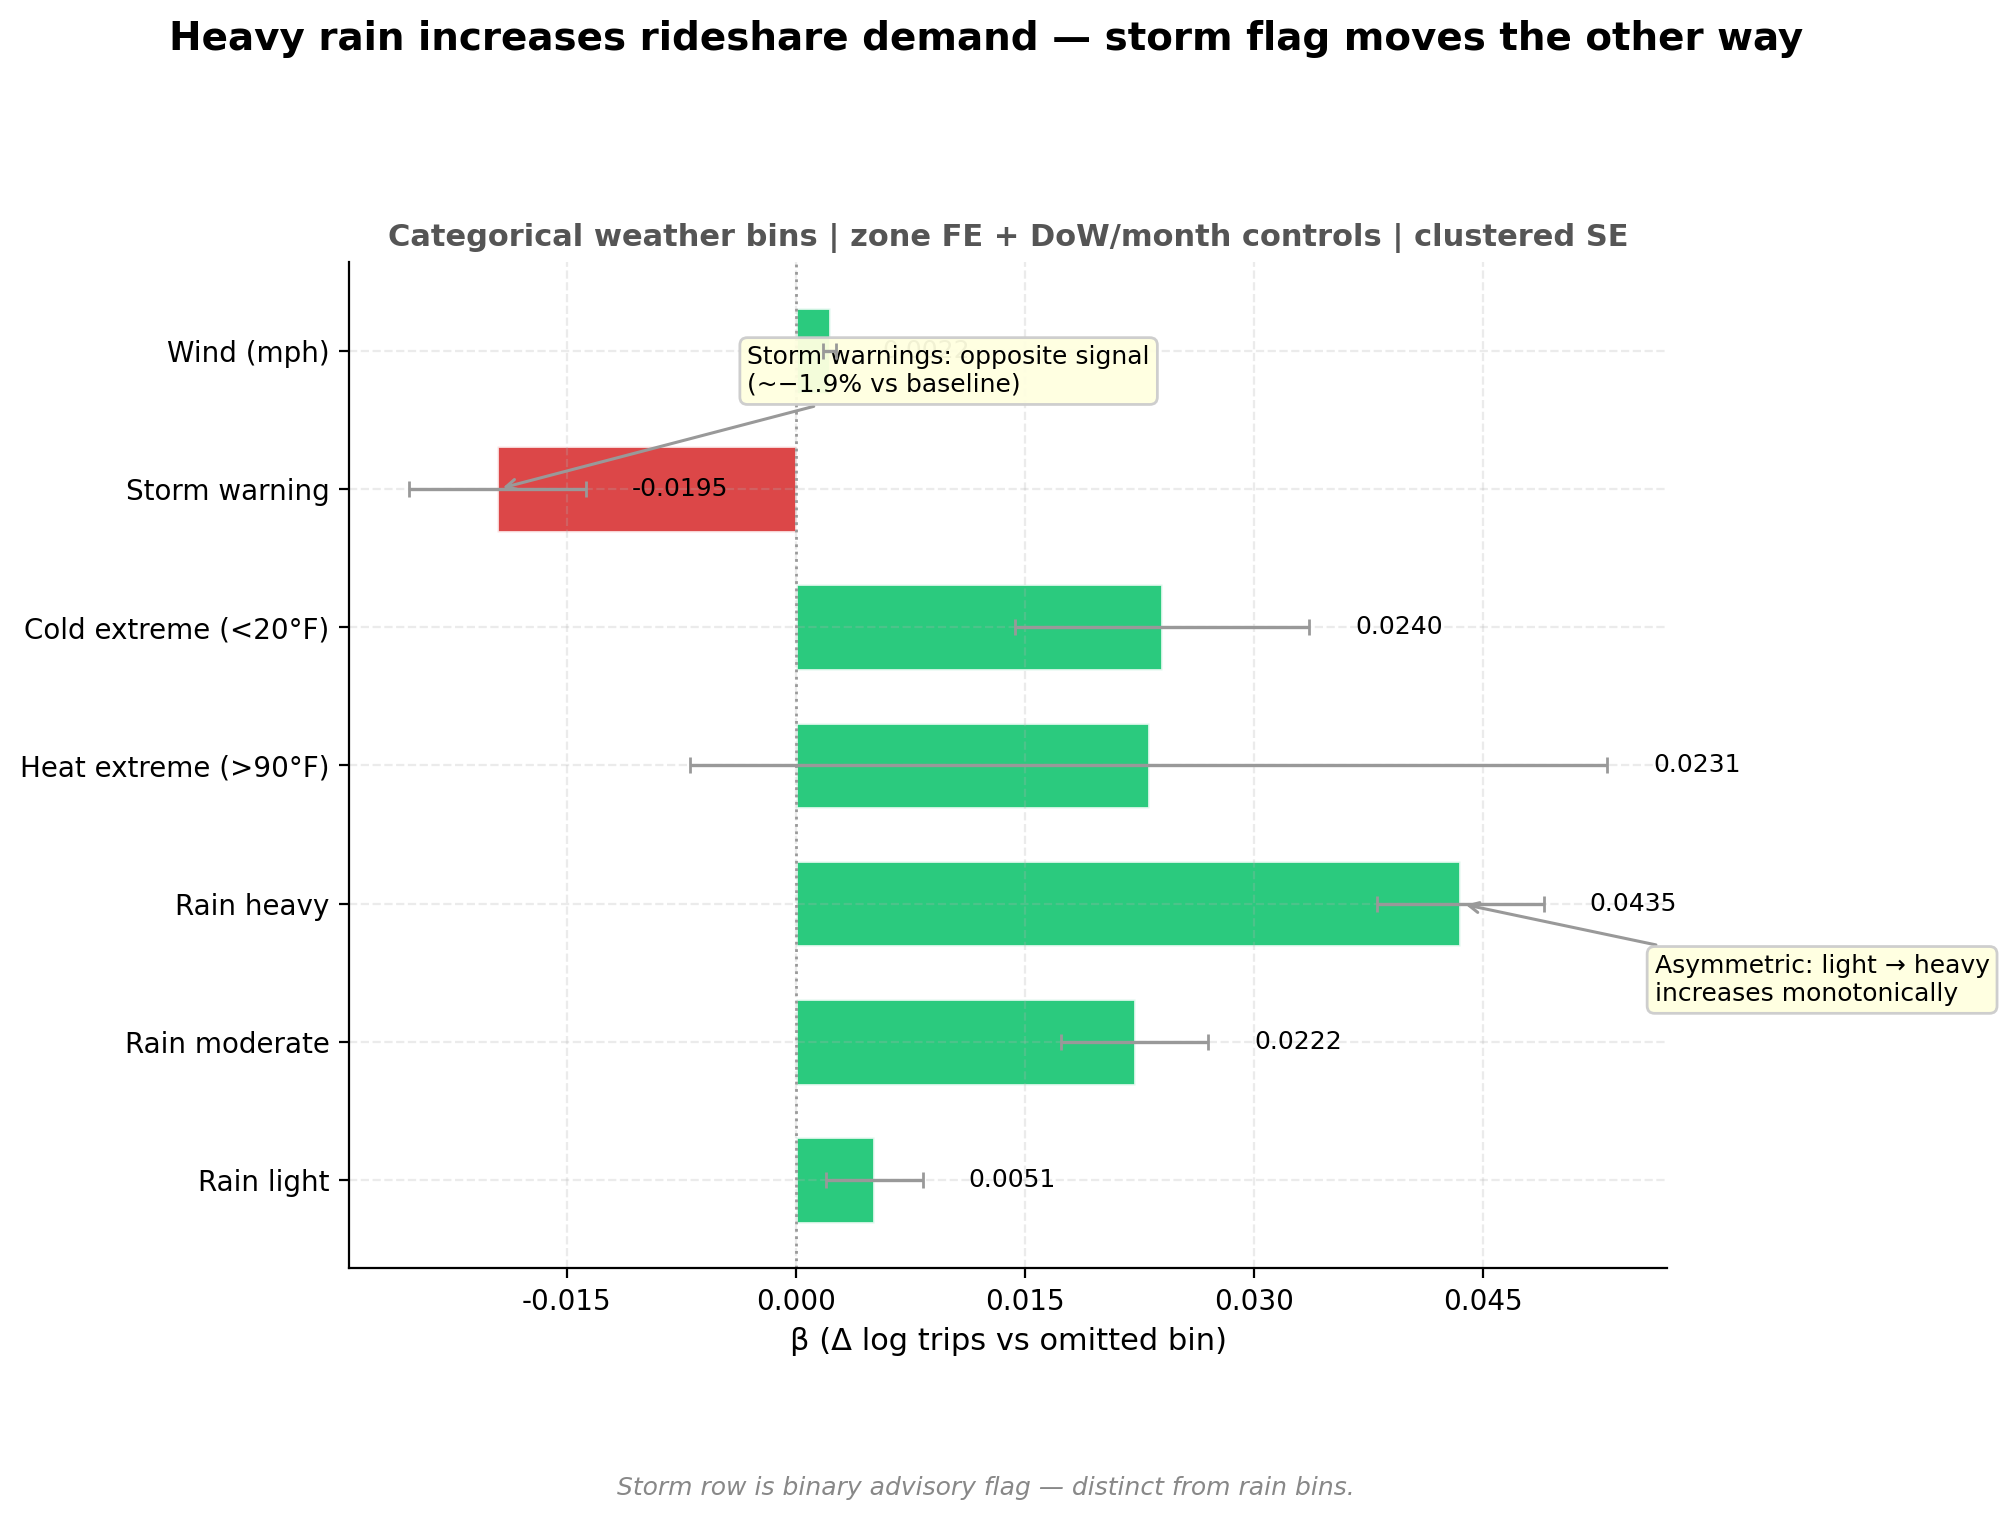 Heavy rain increases rideshare demand — storm flag moves the other way
Categorical weather bins | zone FE + DoW/month controls | clustered SE
Wind (mph)
0.0022
Storm warnings: opposite signal
(~−1.9% vs baseline)
Storm warning
-0.0195
Cold extreme (<20°F)
0.0240
Heat extreme (>90°F)
0.0231
Rain heavy
0.0435
Asymmetric: light → heavy
increases monotonically
Rain moderate
0.0222
Rain light
0.0051
-0.015 0.000 0.015 0.030 0.045
β (Δ log trips vs omitted bin)
Storm row is binary advisory flag — distinct from rain bins.